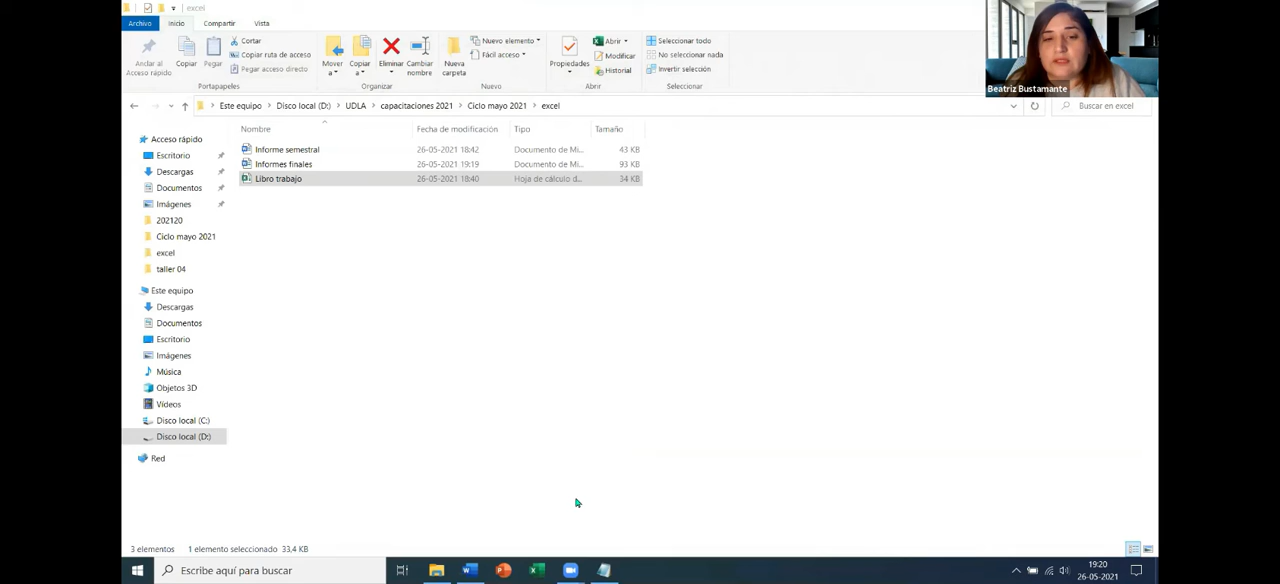 excel
Archivo Inicio Compartir Vista
Anclar al Acceso rápido
Copiar
Pegar
Cortar
Copiar ruta de acceso
Pegar acceso directo
Portapapeles
Mover a
Copiar a
Eliminar
Cambiar nombre
Organizar
Nueva carpeta
Nuevo elemento
Fácil acceso
Nuevo
Propiedades
Abrir
Modificar
Historial
Abrir
Seleccionar todo
No seleccionar nada
Invertir selección
Seleccionar
Beatriz Bustamante
Este equipo > Disco local (D:) > UDLA > capacitaciones 2021 > Ciclo mayo 2021 > excel
Buscar en excel
Nombre Fecha de modificación Tipo Tamaño
Informe semestral 26-05-2021 18:42 Documento de Mi... 43 KB
Informes finales 26-05-2021 19:19 Documento de Mi... 93 KB
Libro trabajo 26-05-2021 18:40 Hoja de cálculo d... 34 KB
Acceso rápido
Escritorio
Descargas
Documentos
Imágenes
202120
Ciclo mayo 2021
excel
taller 04
Este equipo
Descargas
Documentos
Escritorio
Imágenes
Música
Objetos 3D
Vídeos
Disco local (C:)
Disco local (D:)
Red
3 elementos 1 elemento seleccionado 33,4 KB
Escribe aquí para buscar
19:20
26-05-2021